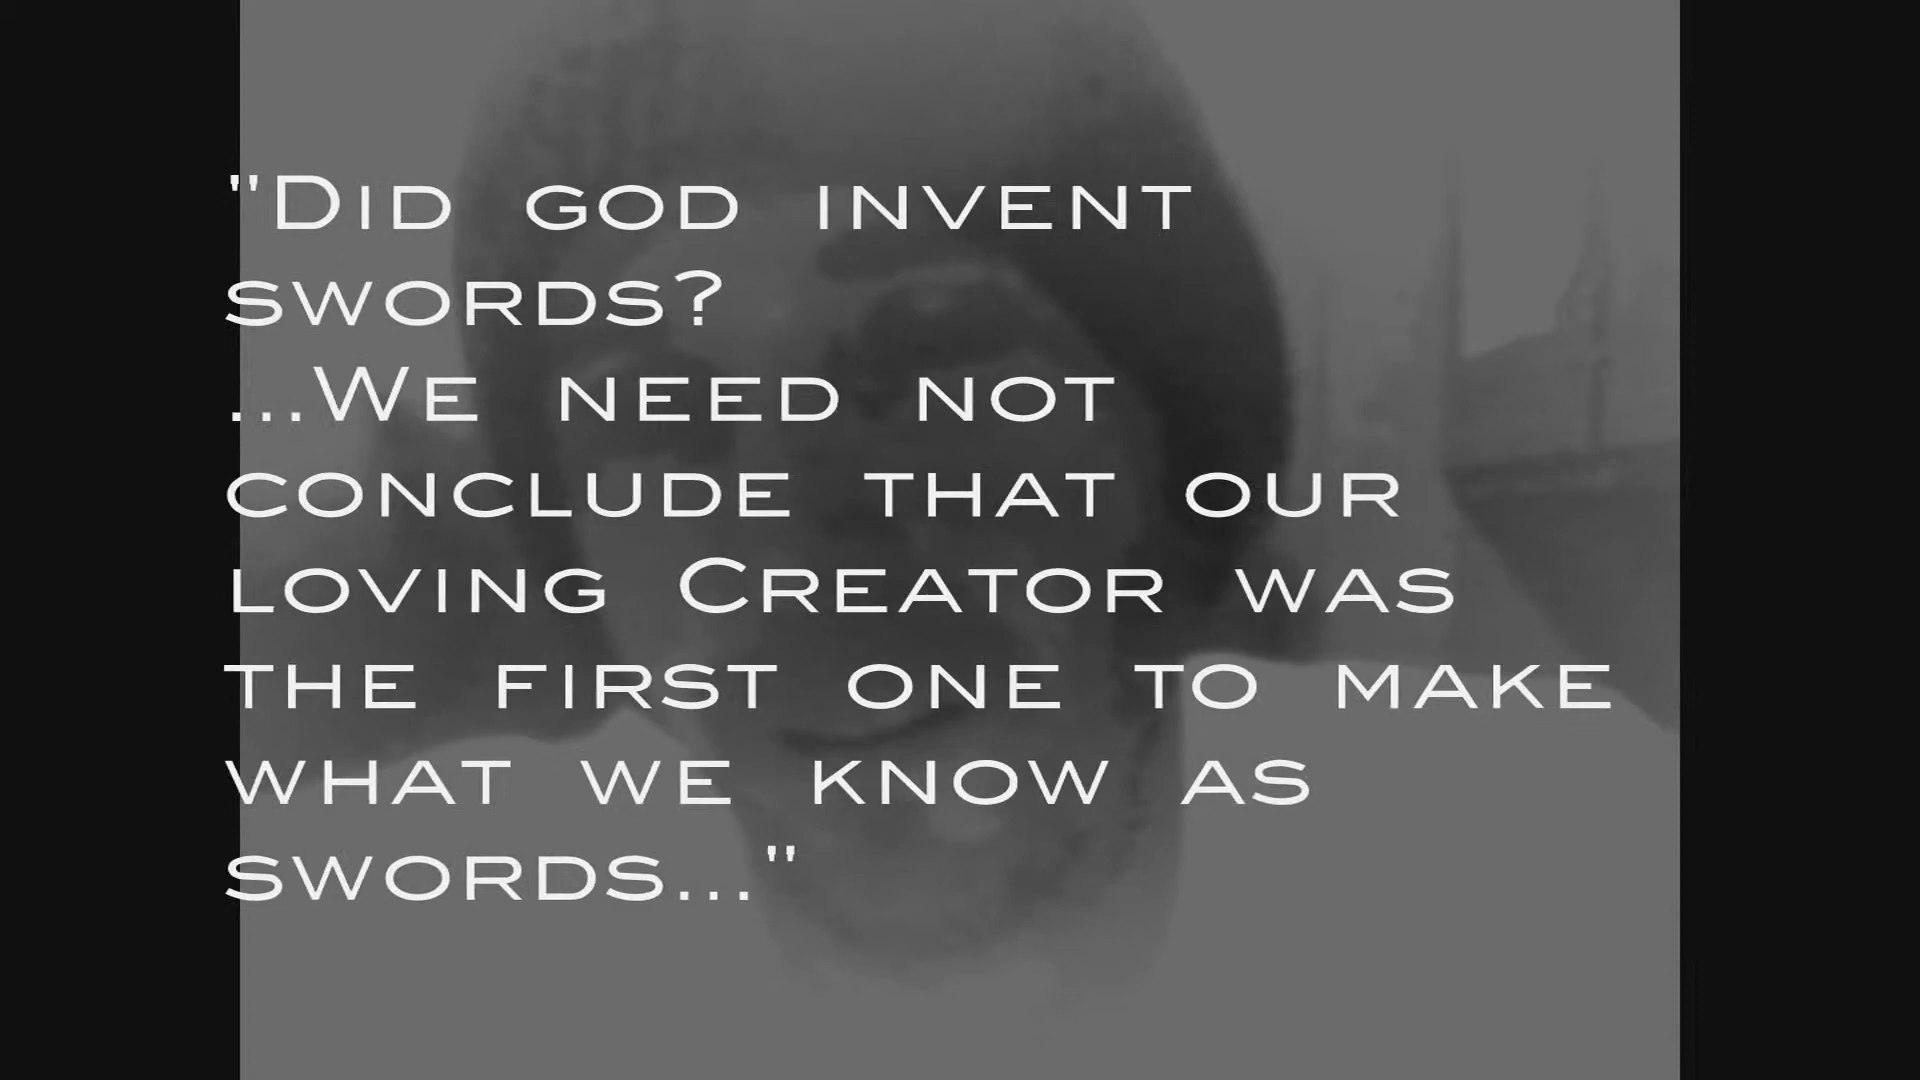 "Did god invent
swords?
...We need not
conclude that our
loving Creator was
the first one to make
what we know as
swords..."